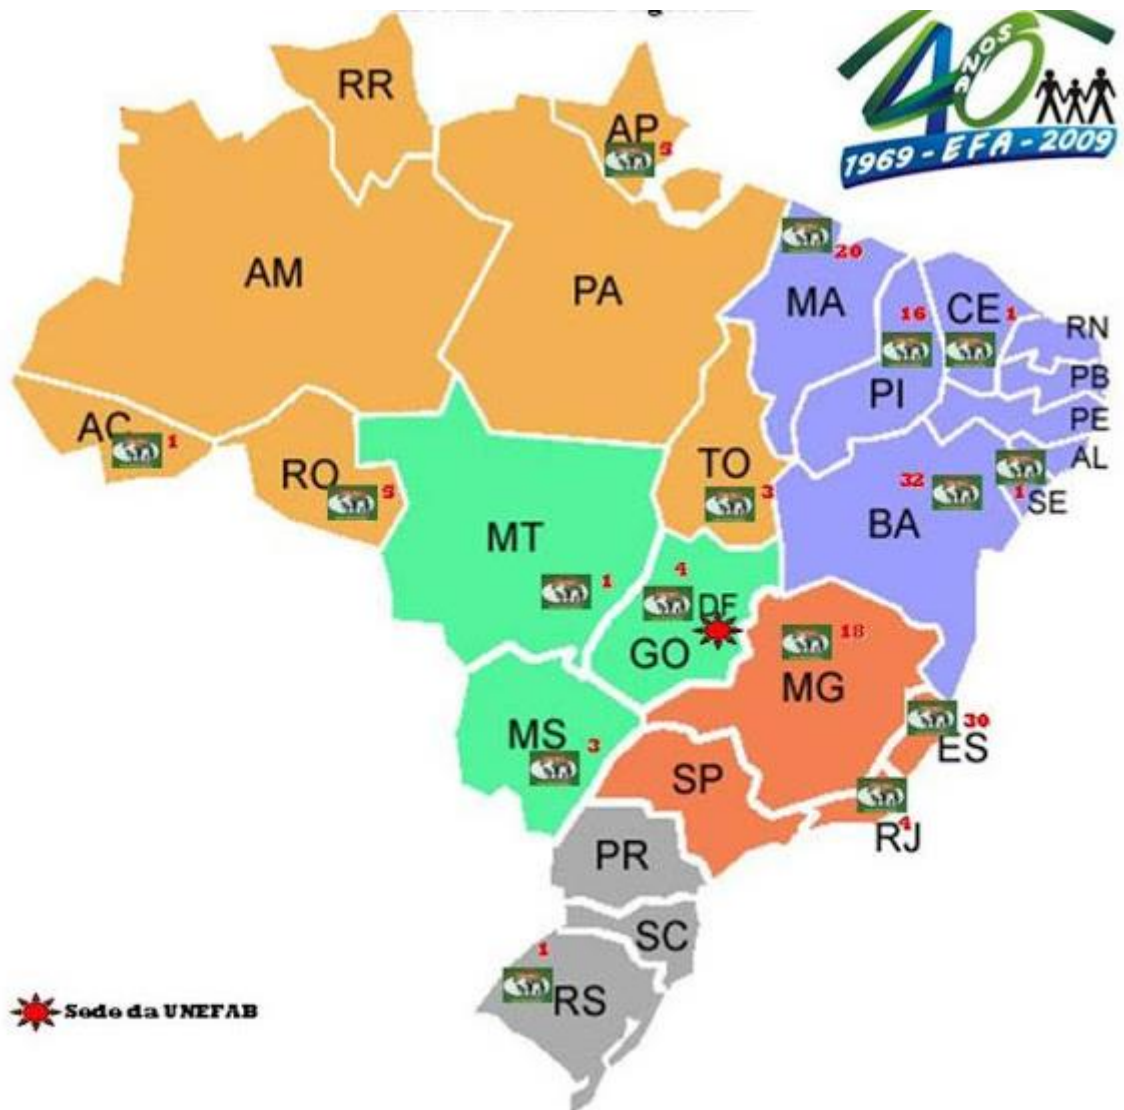 40
ANOS
1969 - EFA - 2009
RR
AP
5
AM
PA
20
MA
16
CE
1
RN
PI
PB
PE
AC
1
RO
5
TO
3
AL
32
1
SE
BA
MT
1
4
DF
GO
18
MG
30
ES
MS
3
SP
4
RJ
PR
SC
1
RS
Sede da UNEFAB